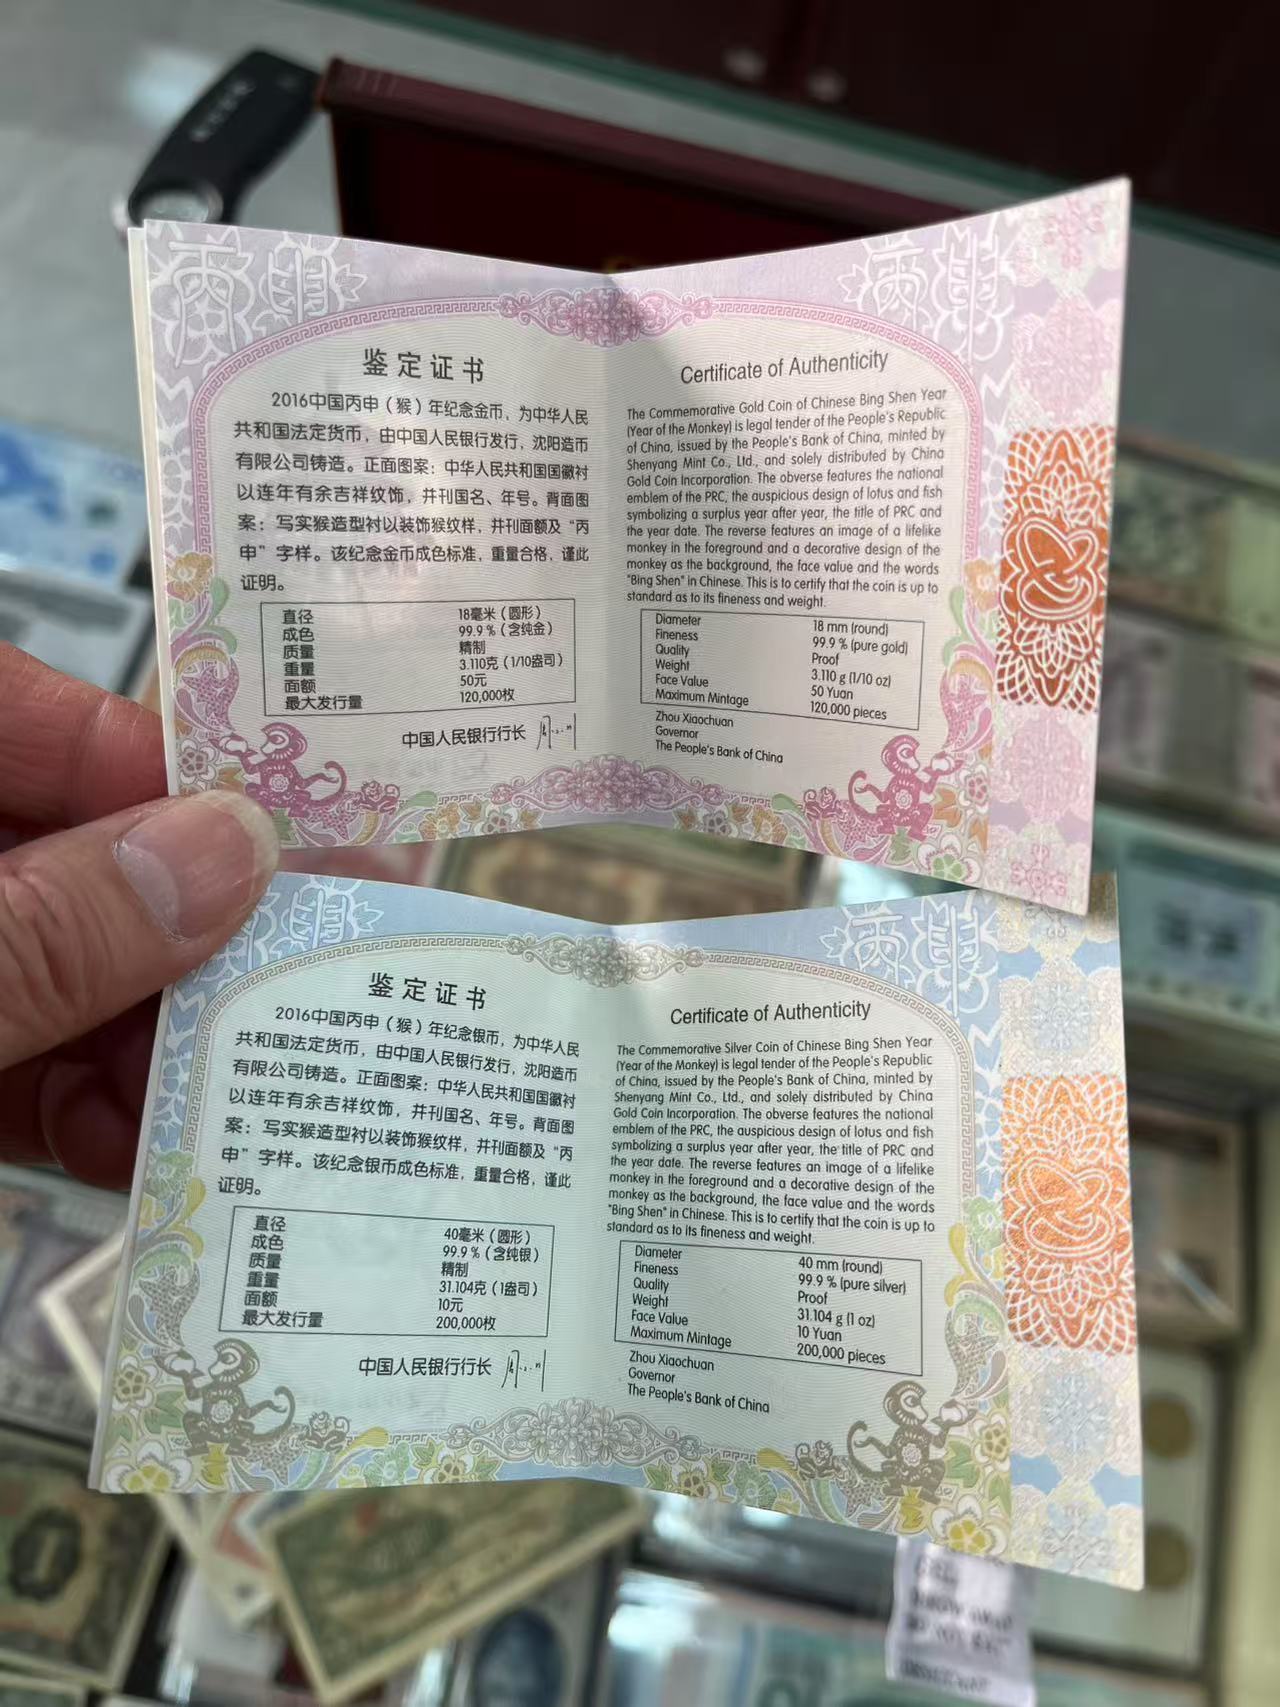 鉴定证书
2016中国丙申（猴）年纪念金币，为中华人民
共和国法定货币，由中国人民银行发行，沈阳造币
有限公司铸造。正面图案：中华人民共和国国徽衬
以连年有余吉祥纹饰，并刊国名、年号。背面图
案：写实猴造型衬以装饰猴纹样，并刊面额及“丙
申”字样。该纪念金币成色标准，重量合格，谨此
证明。
直径 18毫米（圆形）
成色 99.9％（含纯金）
质量 精制
重量 3.110克（1/10盎司）
面额 50元
最大发行量 120,000枚
中国人民银行行长
Certificate of Authenticity
The Commemorative Gold Coin of Chinese Bing Shen Year
(Year of the Monkey) is legal tender of the People's Republic
of China, issued by the People's Bank of China, minted by
Shenyang Mint Co., Ltd., and solely distributed by China
Gold Coin Incorporation. The obverse features the national
emblem of the PRC, the auspicious design of lotus and fish
symbolizing a surplus year after year, the title of PRC and
the year date. The reverse features an image of a lifelike
monkey in the foreground and a decorative design of the
monkey as the background, the face value and the words
"Bing Shen" in Chinese. This is to certify that the coin is up to
standard as to its fineness and weight.
Diameter 18 mm (round)
Fineness 99.9 % (pure gold)
Quality Proof
Weight 3.110 g (1/10 oz)
Face Value 50 Yuan
Maximum Mintage 120,000 pieces
Zhou Xiaochuan
Governor
The People's Bank of China
鉴定证书
2016中国丙申（猴）年纪念银币，为中华人民
共和国法定货币，由中国人民银行发行，沈阳造币
有限公司铸造。正面图案：中华人民共和国国徽衬
以连年有余吉祥纹饰，并刊国名、年号。背面图
案：写实猴造型衬以装饰猴纹样，并刊面额及“丙
申”字样。该纪念银币成色标准，重量合格，谨此
证明。
直径 40毫米（圆形）
成色 99.9％（含纯银）
质量 精制
重量 31.104克（1盎司）
面额 10元
最大发行量 200,000枚
中国人民银行行长
Certificate of Authenticity
The Commemorative Silver Coin of Chinese Bing Shen Year
(Year of the Monkey) is legal tender of the People's Republic
of China, issued by the People's Bank of China, minted by
Shenyang Mint Co., Ltd., and solely distributed by China
Gold Coin Incorporation. The obverse features the national
emblem of the PRC, the auspicious design of lotus and fish
symbolizing a surplus year after year, the title of PRC and
the year date. The reverse features an image of a lifelike
monkey in the foreground and a decorative design of the
monkey as the background, the face value and the words
"Bing Shen" in Chinese. This is to certify that the coin is up to
standard as to its fineness and weight.
Diameter 40 mm (round)
Fineness 99.9 % (pure silver)
Quality Proof
Weight 31.104 g (1 oz)
Face Value 10 Yuan
Maximum Mintage 200,000 pieces
Zhou Xiaochuan
Governor
The People's Bank of China